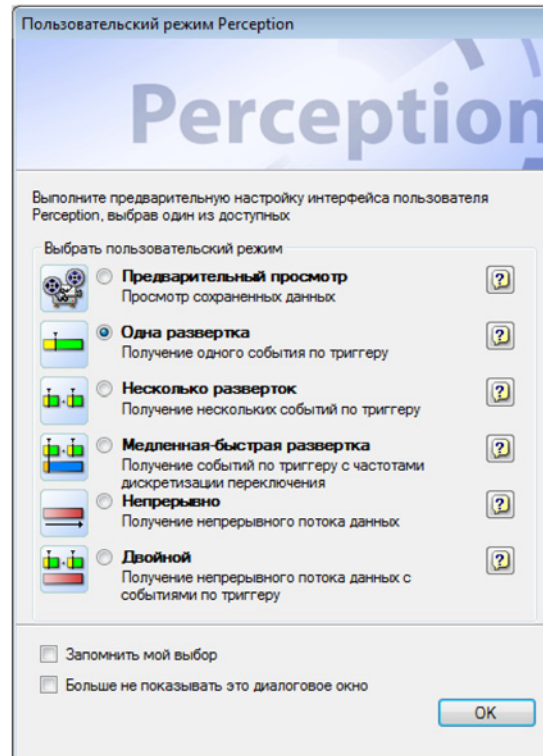 Пользовательский режим Perception
Perception
Выполните предварительную настройку интерфейса пользователя
Perception, выбрав один из доступных
Выбрать пользовательский режим
Предварительный просмотр
Просмотр сохраненных данных
Одна развертка
Получение одного события по триггеру
Несколько разверток
Получение нескольких событий по триггеру
Медленная-быстрая развертка
Получение событий по триггеру с частотами
дискретизации переключения
Непрерывно
Получение непрерывного потока данных
Двойной
Получение непрерывного потока данных с
событиями по триггеру
Запомнить мой выбор
Больше не показывать это диалоговое окно
OK